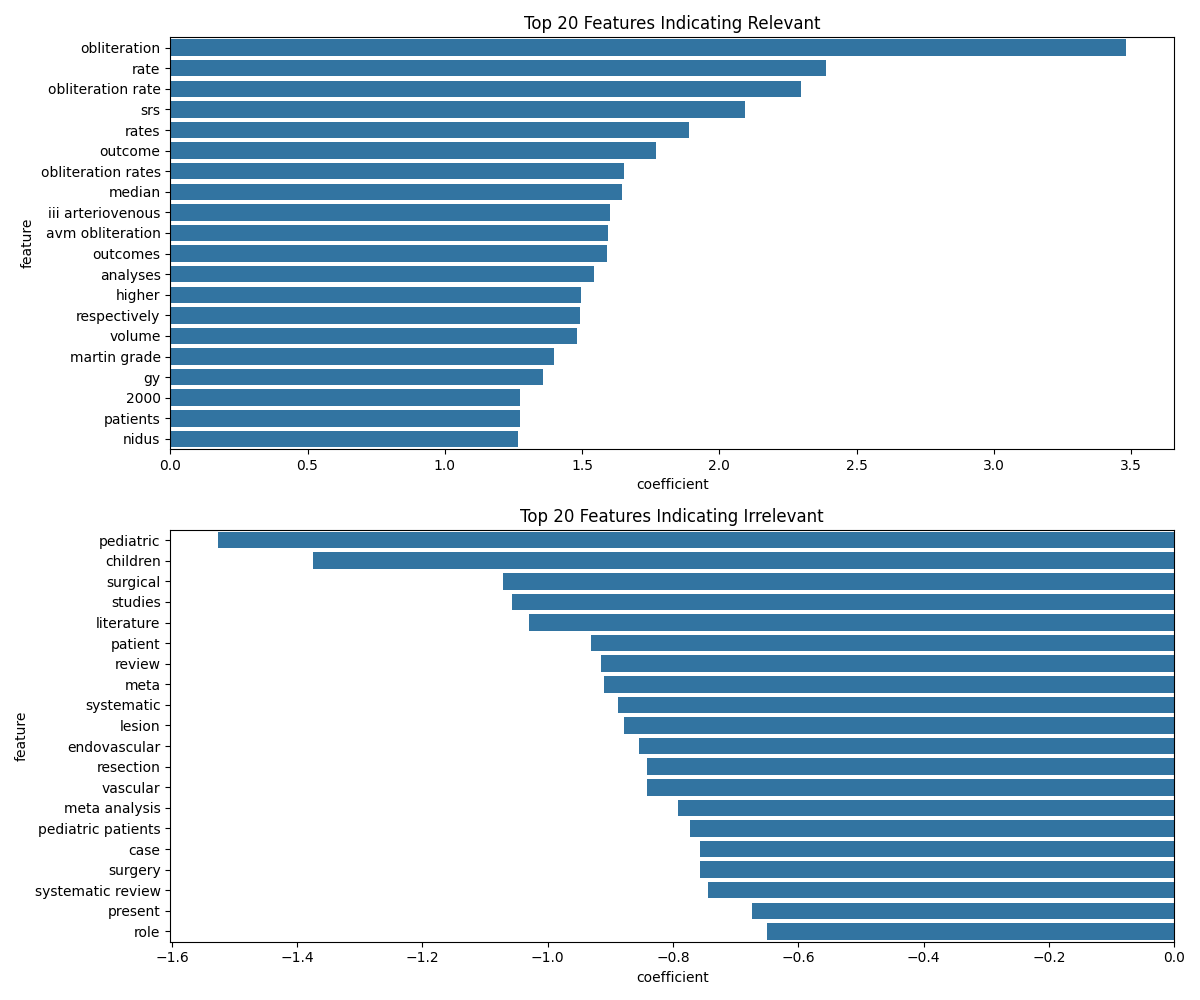 Top 20 Features Indicating Relevant
obliteration
rate
obliteration rate
srs
rates
outcome
obliteration rates
median
iii arteriovenous
avm obliteration
outcomes
analyses
higher
respectively
volume
martin grade
gy
2000
patients
nidus
feature
0.0 0.5 1.0 1.5 2.0 2.5 3.0 3.5
coefficient
Top 20 Features Indicating Irrelevant
pediatric
children
surgical
studies
literature
patient
review
meta
systematic
lesion
endovascular
resection
vascular
meta analysis
pediatric patients
case
surgery
systematic review
present
role
feature
−1.6 −1.4 −1.2 −1.0 −0.8 −0.6 −0.4 −0.2 0.0
coefficient